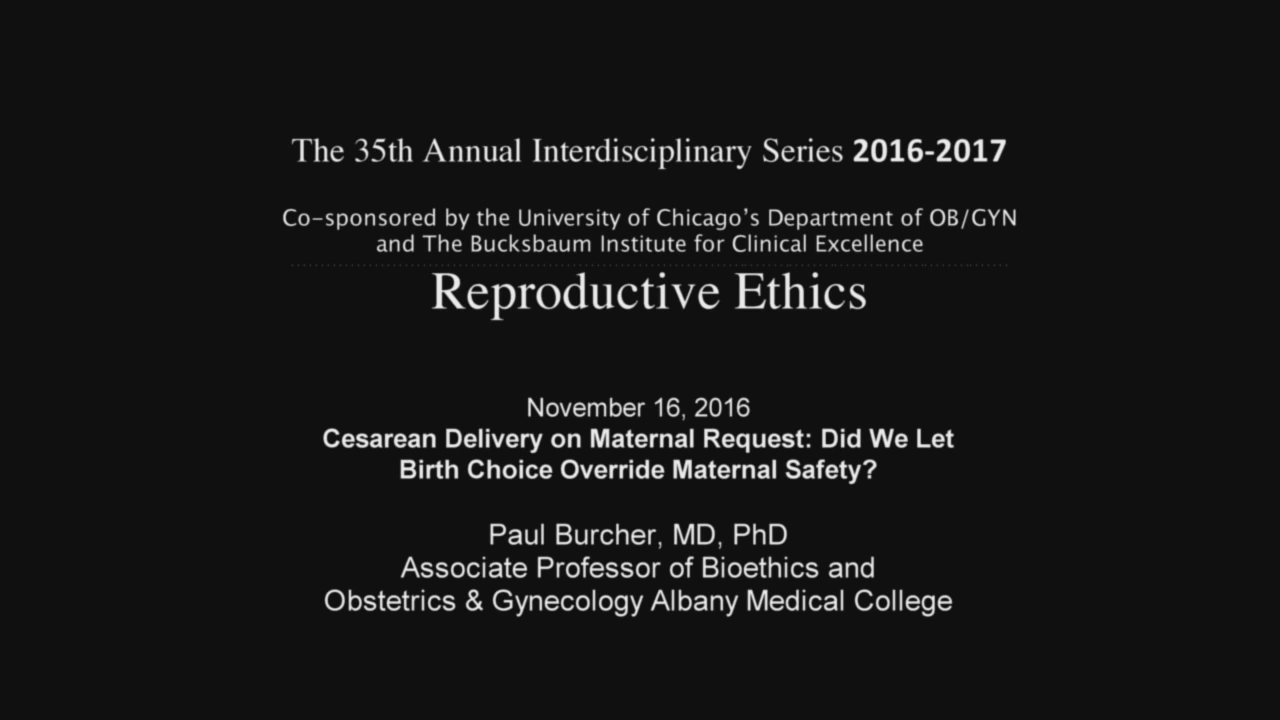 The 35th Annual Interdisciplinary Series 2016-2017
Co-sponsored by the University of Chicago's Department of OB/GYN
and The Bucksbaum Institute for Clinical Excellence
Reproductive Ethics
November 16, 2016
Cesarean Delivery on Maternal Request: Did We Let
Birth Choice Override Maternal Safety?
Paul Burcher, MD, PhD
Associate Professor of Bioethics and
Obstetrics & Gynecology Albany Medical College